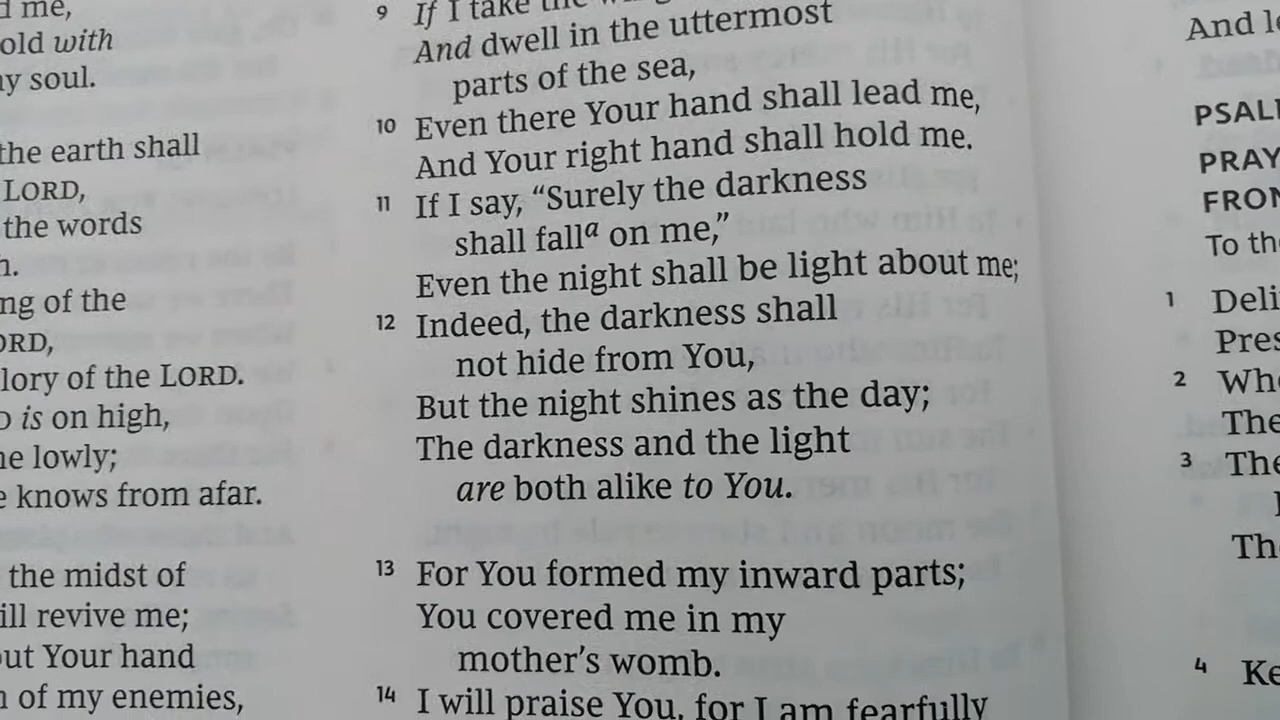 me,
old with
soul.
the earth shall
LORD,
the words
ng of the
ORD,
lory of the LORD.
is on high,
he lowly;
knows from afar.
the midst of
ill revive me;
out Your hand
of my enemies,
9 If I take the
And dwell in the uttermost
parts of the sea,
10 Even there Your hand shall lead me,
And Your right hand shall hold me.
11 If I say, “Surely the darkness
shall fallᵃ on me,”
Even the night shall be light about me;
12 Indeed, the darkness shall
not hide from You,
But the night shines as the day;
The darkness and the light
are both alike to You.
13 For You formed my inward parts;
You covered me in my
mother’s womb.
14 I will praise You, for I am fearfully
And
PSAL
PRAY
FRO
To th
1 Deli
Pres
2 Who
The
3 The
Th
4 Ke